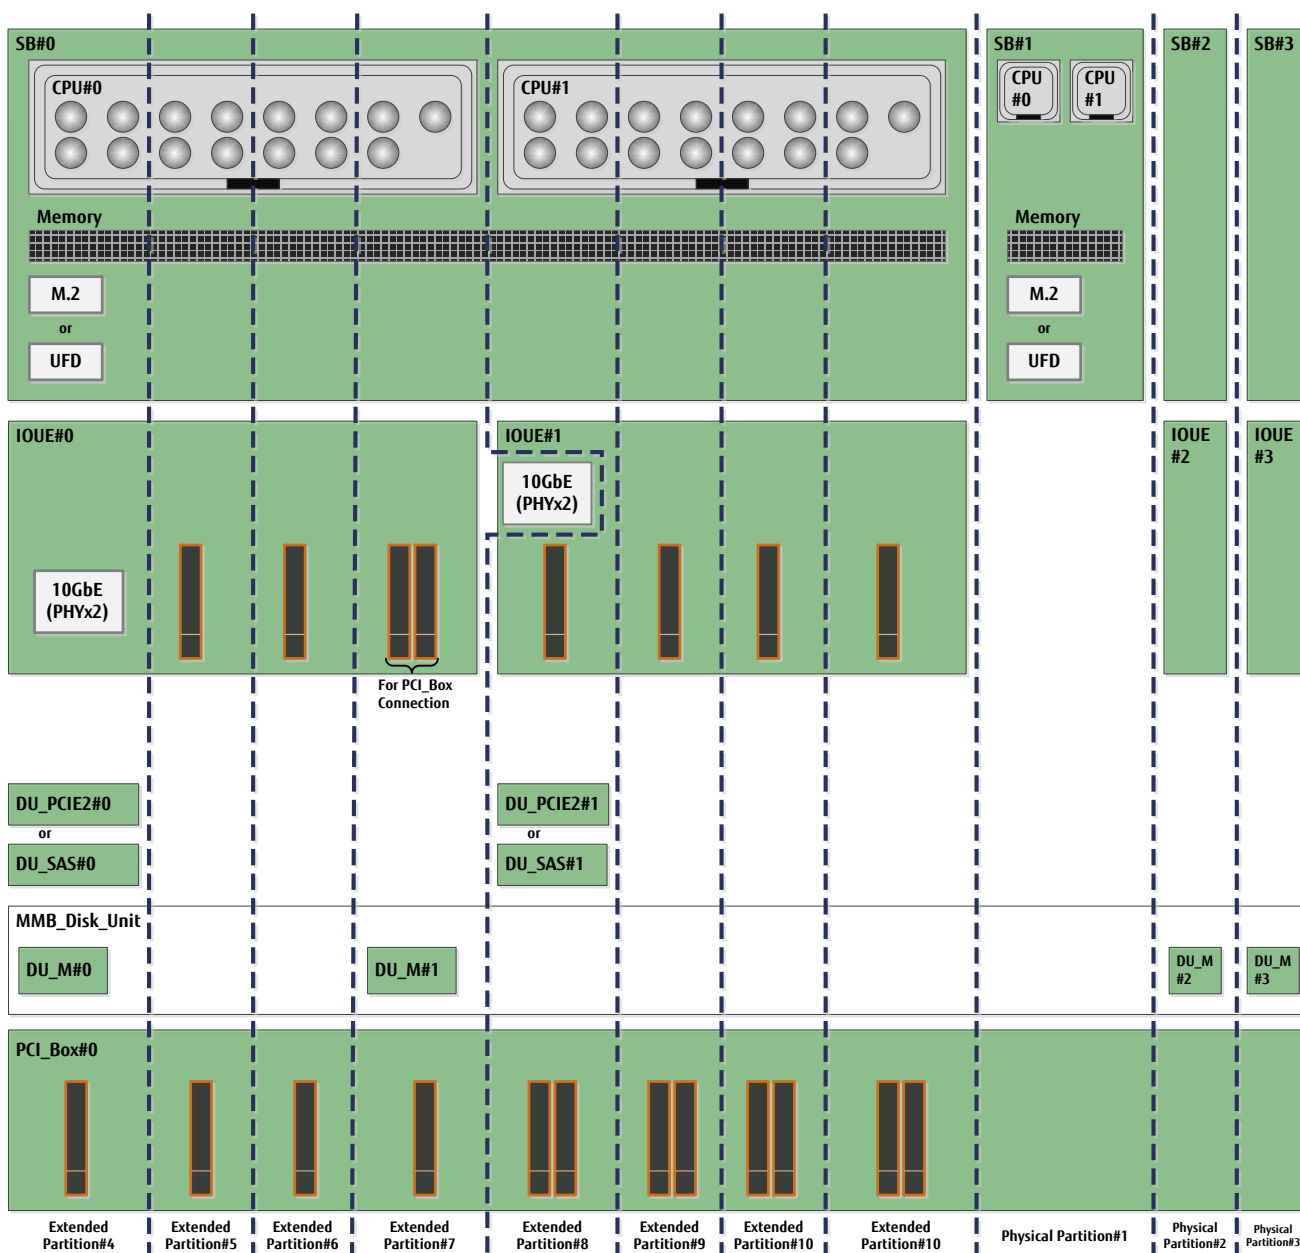 SB#0
CPU#0
CPU#1
Memory
M.2
or
UFD
SB#1
CPU
#0
CPU
#1
Memory
M.2
or
UFD
SB#2
SB#3
IOUE#0
10GbE
(PHYx2)
For PCI_Box
Connection
IOUE#1
10GbE
(PHYx2)
IOUE
#2
IOUE
#3
DU_PCIE2#0
or
DU_SAS#0
DU_PCIE2#1
or
DU_SAS#1
MMB_Disk_Unit
DU_M#0
DU_M#1
DU_M
#2
DU_M
#3
PCI_Box#0
Extended
Partition#4
Extended
Partition#5
Extended
Partition#6
Extended
Partition#7
Extended
Partition#8
Extended
Partition#9
Extended
Partition#10
Extended
Partition#10
Physical Partition#1
Physical
Partition#2
Physical
Partition#3